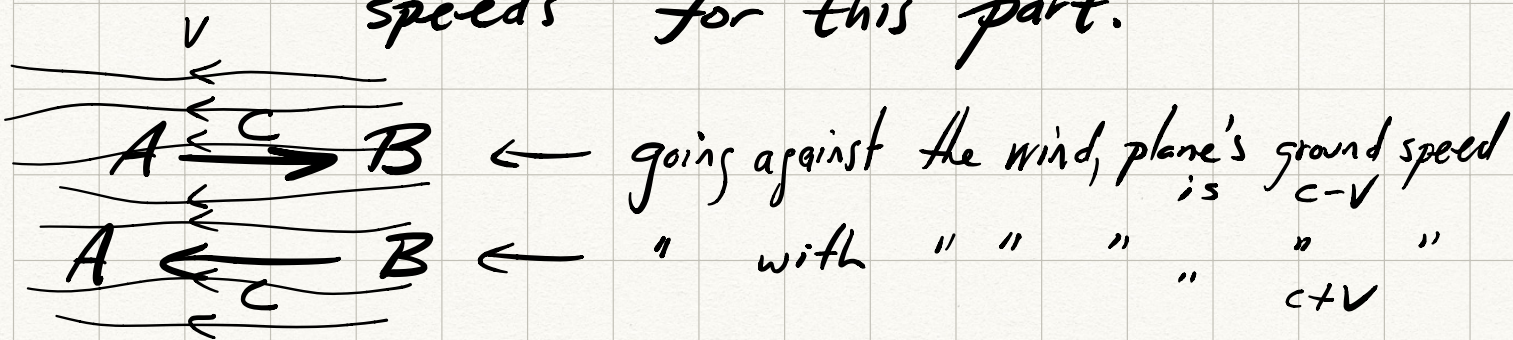 speeds for this part.
V
C
A B ← going against the wind, plane's ground speed
is c-V
A B ← " with " " " " "
" c+V
C